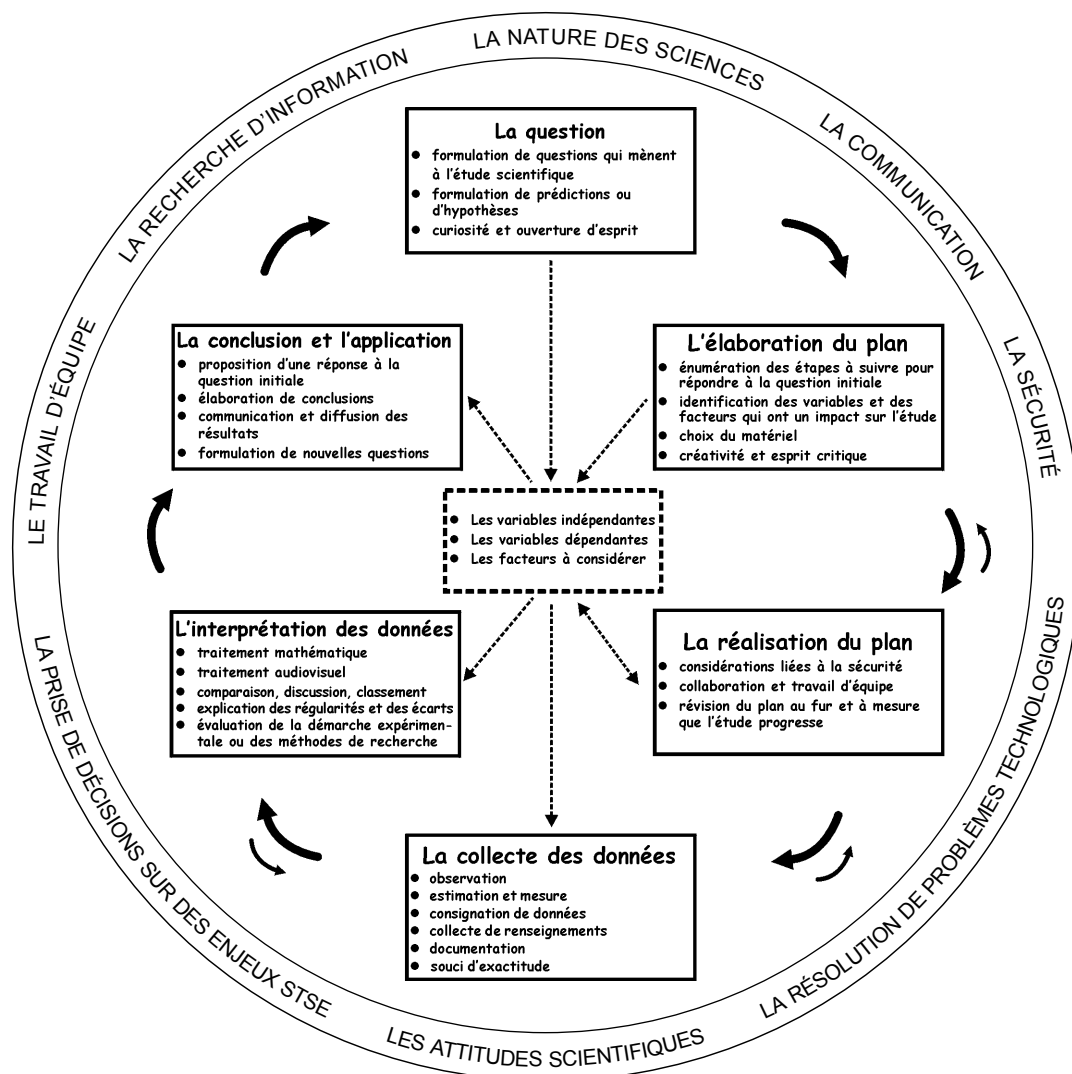 LA NATURE DES SCIENCES
LA COMMUNICATION
LA SÉCURITÉ
LA RÉSOLUTION DE PROBLÈMES TECHNOLOGIQUES
LES ATTITUDES SCIENTIFIQUES
LA PRISE DE DÉCISIONS SUR DES ENJEUX STSE
LE TRAVAIL D'ÉQUIPE
LA RECHERCHE D'INFORMATION
La question
● formulation de questions qui mènent
à l'étude scientifique
● formulation de prédictions ou
d'hypothèses
● curiosité et ouverture d'esprit
L'élaboration du plan
● énumération des étapes à suivre pour
répondre à la question initiale
● identification des variables et des
facteurs qui ont un impact sur l'étude
● choix du matériel
● créativité et esprit critique
La réalisation du plan
● considérations liées à la sécurité
● collaboration et travail d'équipe
● révision du plan au fur et à mesure
que l'étude progresse
La collecte des données
● observation
● estimation et mesure
● consignation de données
● collecte de renseignements
● documentation
● souci d'exactitude
L'interprétation des données
● traitement mathématique
● traitement audiovisuel
● comparaison, discussion, classement
● explication des régularités et des écarts
● évaluation de la démarche expérimen-
tale ou des méthodes de recherche
La conclusion et l'application
● proposition d'une réponse à la
question initiale
● élaboration de conclusions
● communication et diffusion des
résultats
● formulation de nouvelles questions
● Les variables indépendantes
● Les variables dépendantes
● Les facteurs à considérer